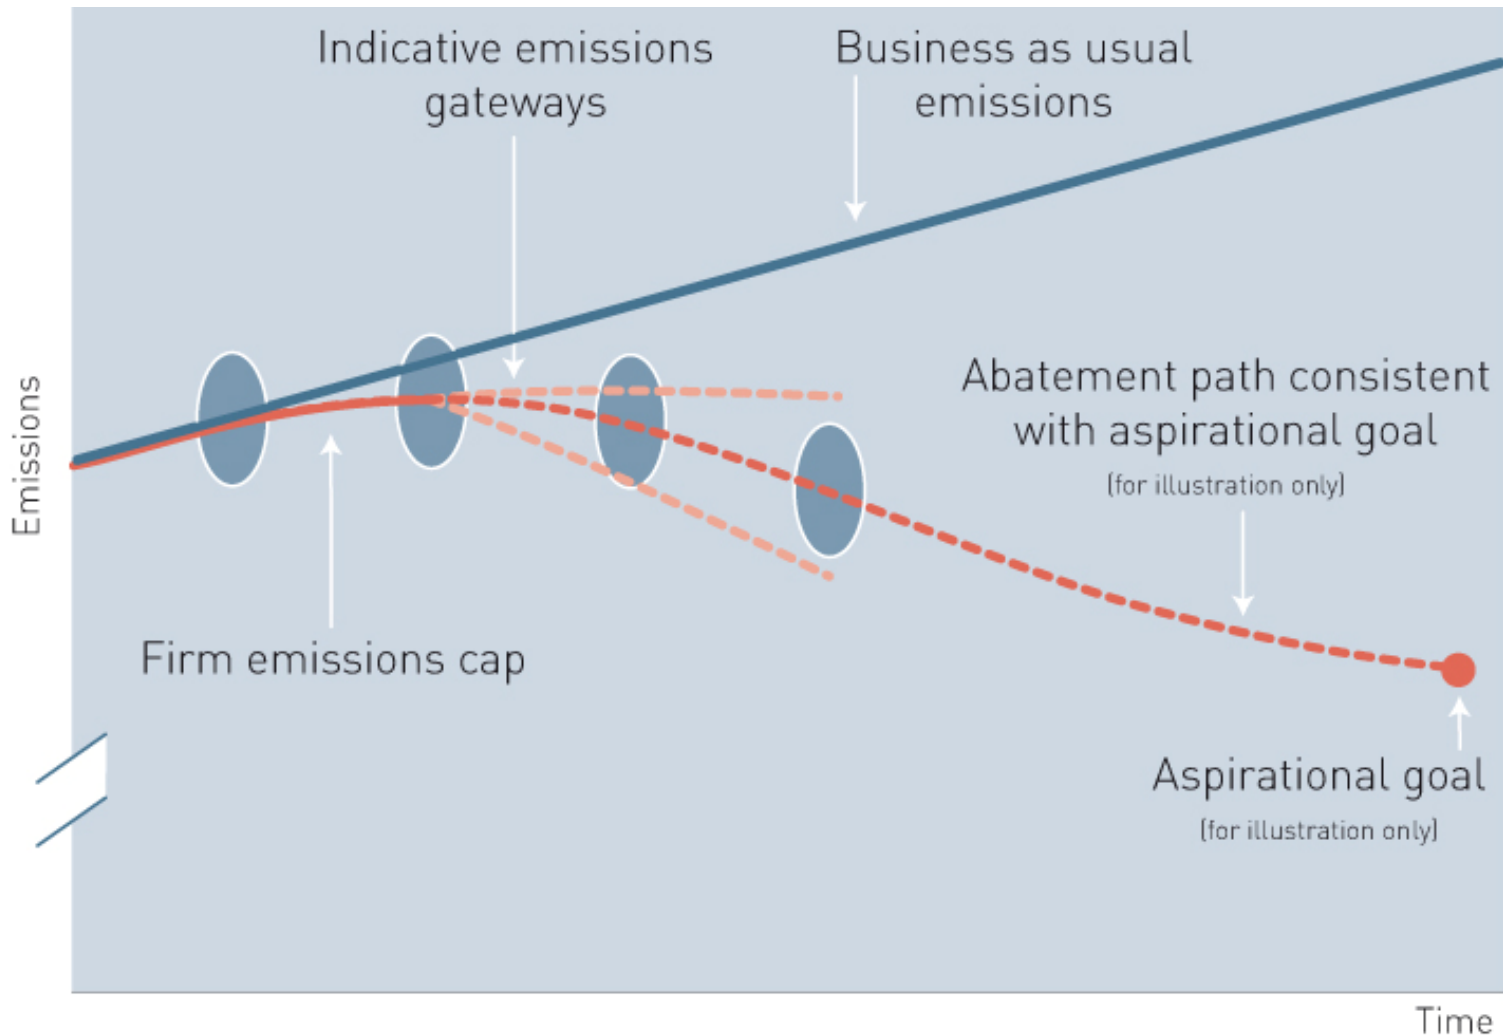 Indicative emissions
gateways
Business as usual
emissions
Abatement path consistent
with aspirational goal
(for illustration only)
Emissions
Firm emissions cap
Aspirational goal
(for illustration only)
Time